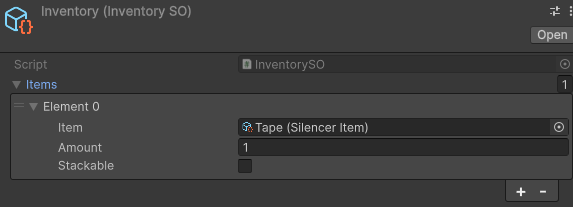 Inventory (Inventory SO)
Open
Script InventorySO
Items 1
Element 0
Item Tape (Silencer Item)
Amount 1
Stackable
+ -